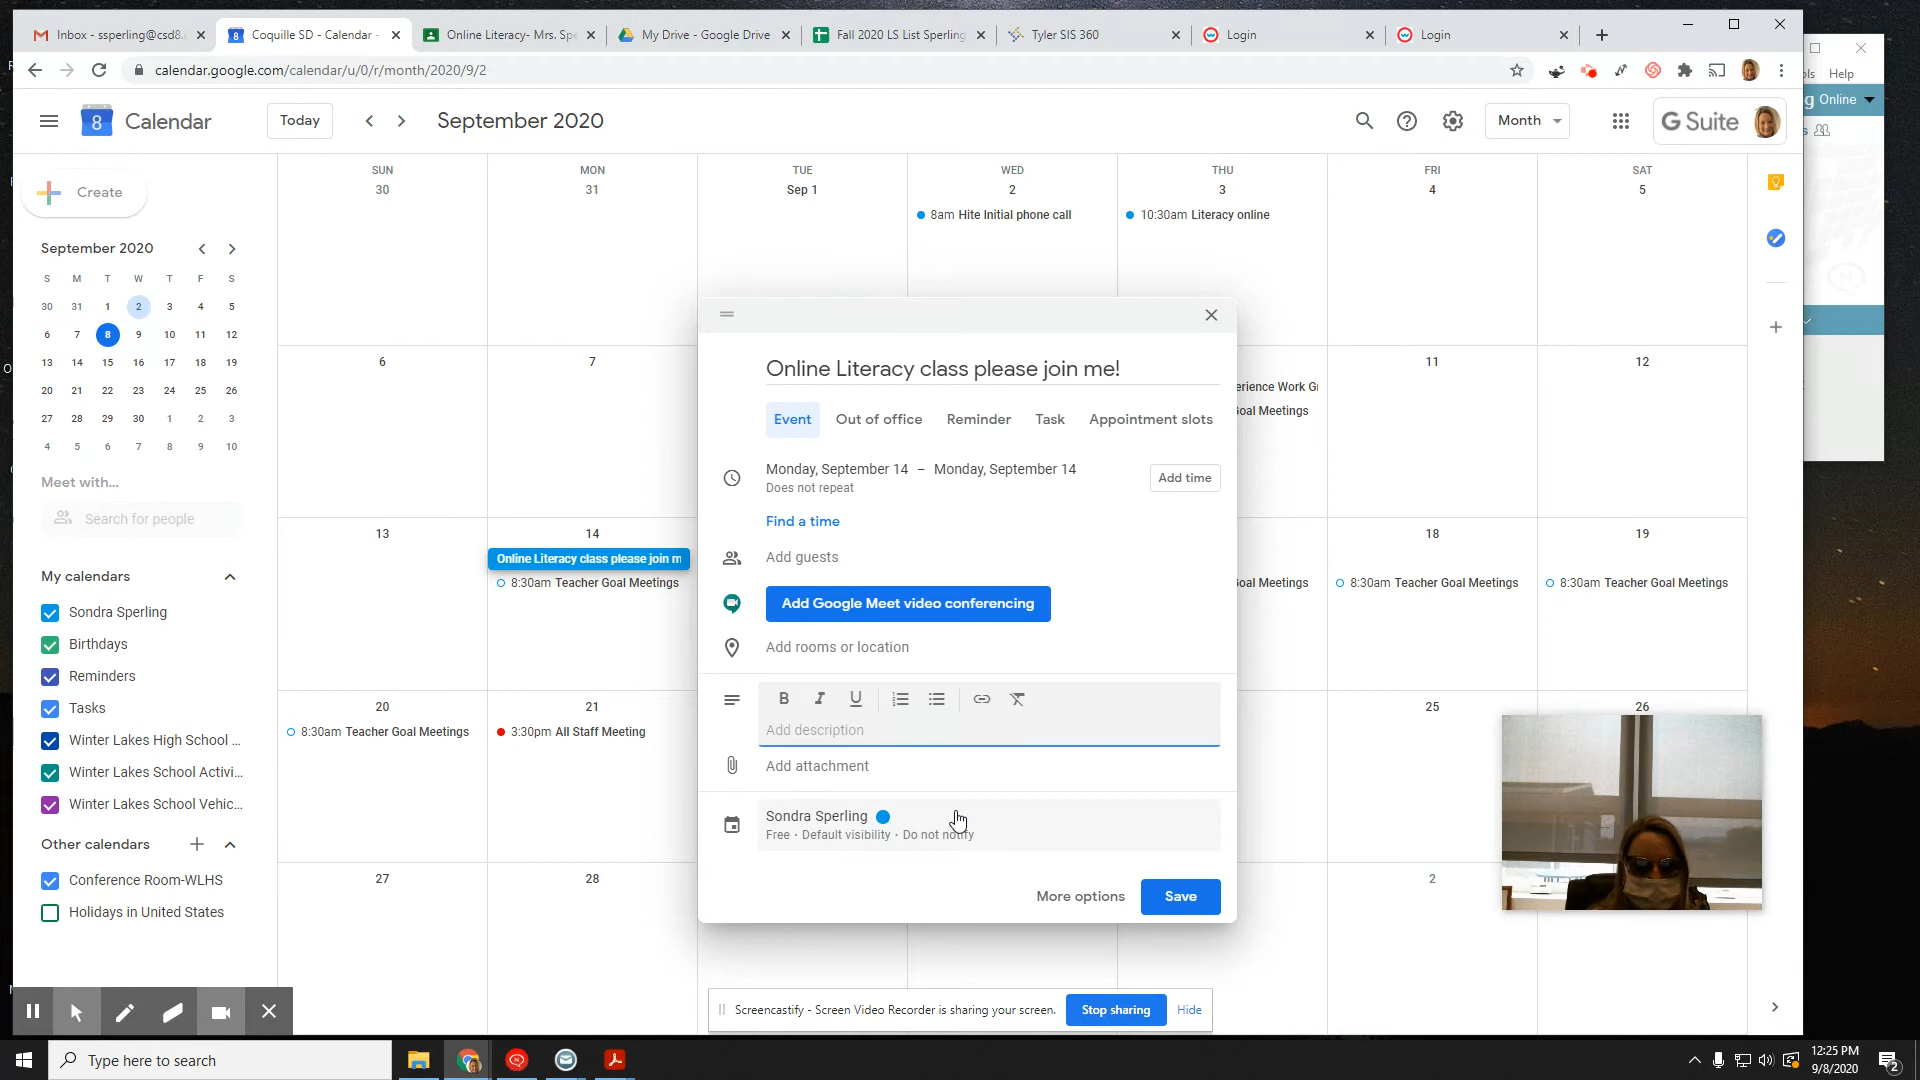 Inbox - ssperling@csd8.
Coquille SD - Calendar -
Online Literacy- Mrs. Spe
My Drive - Google Drive
Fall 2020 LS List Sperling
Tyler SIS 360
Login
Login
calendar.google.com/calendar/u/0/r/month/2020/9/2
Help
8 Calendar
Today
September 2020
Month
G Suite
Online
Create
September 2020
S M T W T F S
30 31 1 2 3 4 5
6 7 8 9 10 11 12
13 14 15 16 17 18 19
20 21 22 23 24 25 26
27 28 29 30 1 2 3
4 5 6 7 8 9 10
Meet with...
Search for people
My calendars
Sondra Sperling
Birthdays
Reminders
Tasks
Winter Lakes High School ...
Winter Lakes School Activi...
Winter Lakes School Vehic...
Other calendars
Conference Room-WLHS
Holidays in United States
SUN MON TUE WED THU FRI SAT
30 31 Sep 1 2 3 4 5
8am Hite Initial phone call
10:30am Literacy online
6 7 11 12
erience Work Gr
oal Meetings
13 14 18 19
Online Literacy class please join m
8:30am Teacher Goal Meetings
oal Meetings
8:30am Teacher Goal Meetings
8:30am Teacher Goal Meetings
20 21 25 26
8:30am Teacher Goal Meetings
3:30pm All Staff Meeting
27 28 2
Online Literacy class please join me!
Event Out of office Reminder Task Appointment slots
Monday, September 14 – Monday, September 14
Does not repeat
Add time
Find a time
Add guests
Add Google Meet video conferencing
Add rooms or location
B I U
Add description
Add attachment
Sondra Sperling
Free · Default visibility · Do not notify
More options
Save
Screencastify - Screen Video Recorder is sharing your screen.
Stop sharing
Hide
Type here to search
12:25 PM
9/8/2020
2